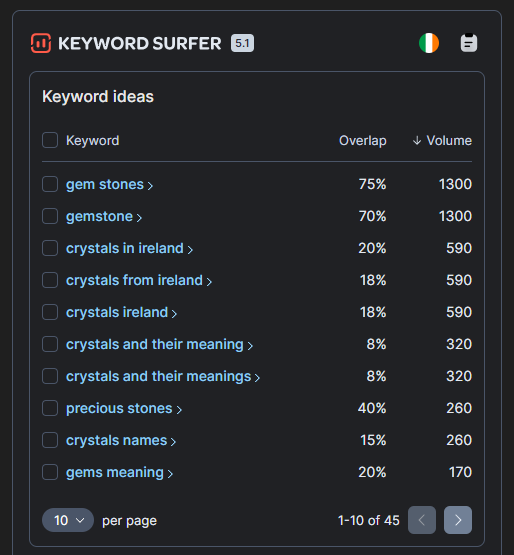 KEYWORD SURFER 5.1
Keyword ideas
Keyword Overlap ↓ Volume
gem stones > 75% 1300
gemstone > 70% 1300
crystals in ireland > 20% 590
crystals from ireland > 18% 590
crystals ireland > 18% 590
crystals and their meaning > 8% 320
crystals and their meanings > 8% 320
precious stones > 40% 260
crystals names > 15% 260
gems meaning > 20% 170
10 per page 1-10 of 45 < >